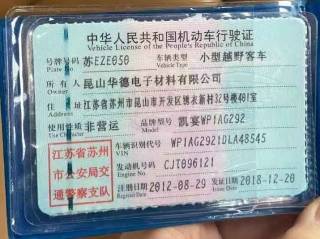 中华人民共和国机动车行驶证
Vehicle License of the People's Republic of China
号牌号码 苏EZE050 车辆类型 小型越野客车
Plate No. Vehicle Type
所有人 昆山华德电子材料有限公司
Owner
住址 江苏省苏州市昆山市开发区
32号楼401室
Address
使用性质 非营运 品牌型号 凯宴WP1AG292
Use Character Model
江苏省苏州
市公安局交
通警察支队
车辆识别代号 WP1AG2921DLA48545
VIN
发动机号码 CJT096121
Engine No.
注册日期 2012-08-29 发证日期 2018-12-20
Register Date Issue Date